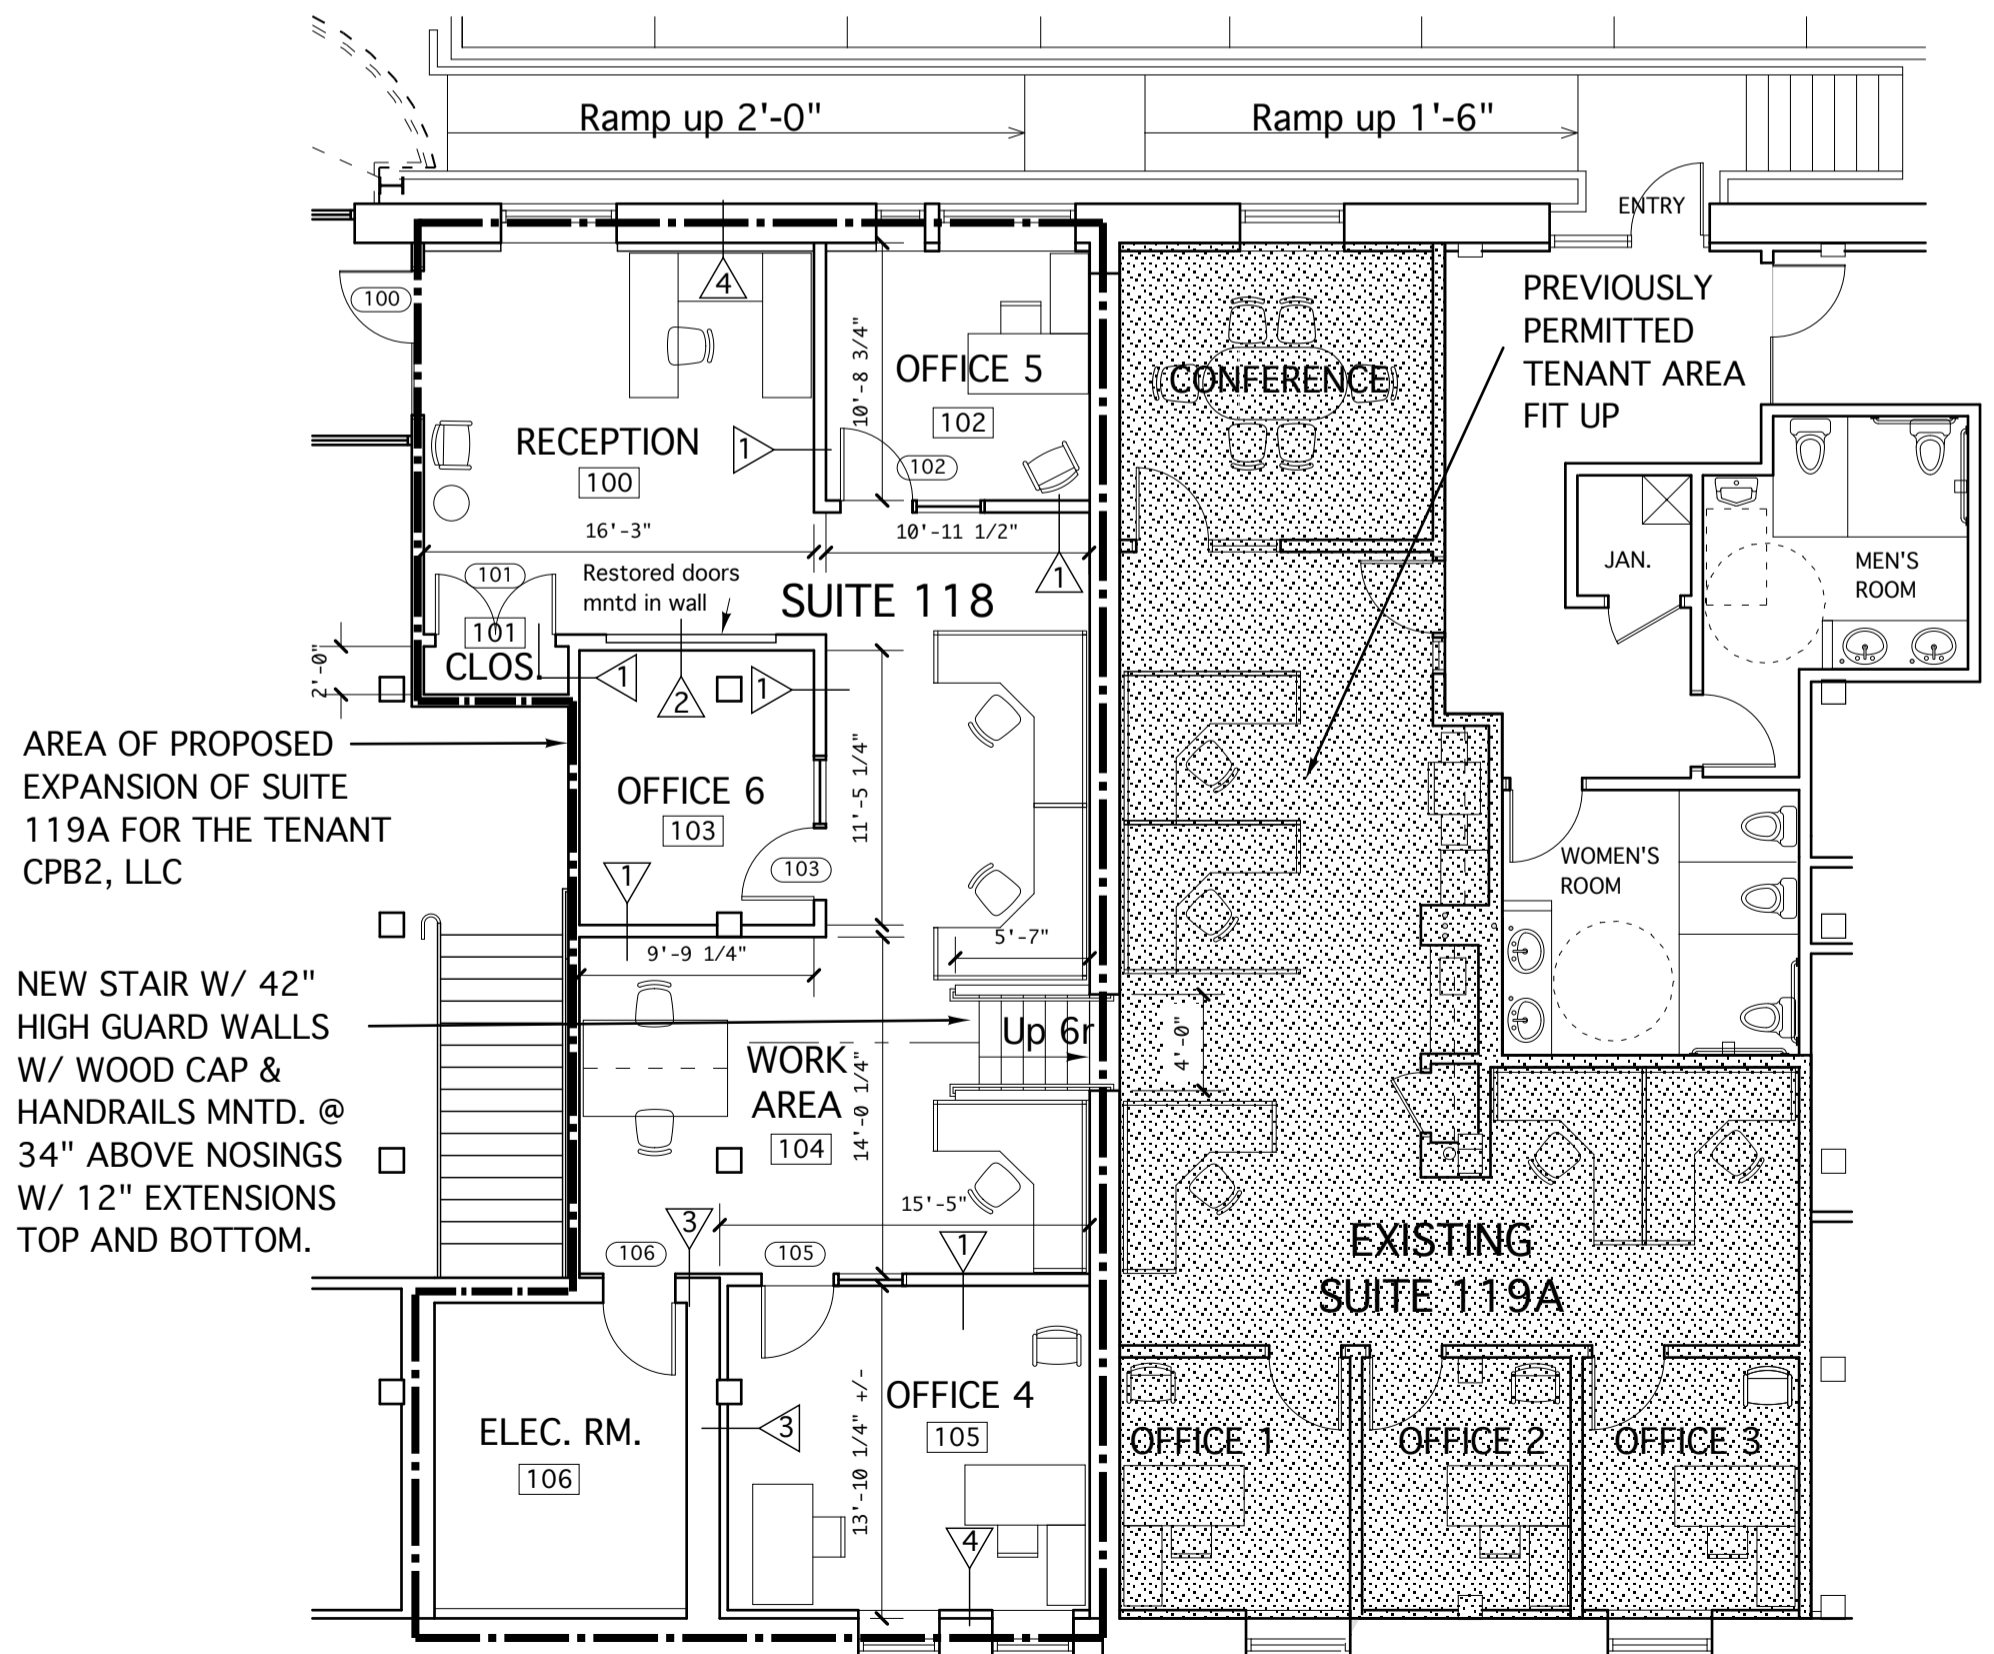 Ramp up 2'-0"
Ramp up 1'-6"
ENTRY
100
4
PREVIOUSLY
PERMITTED
TENANT AREA
FIT UP
10'-8 3/4"
OFFICE 5
102
CONFERENCE
RECEPTION
100
1
102
16'-3"
10'-11 1/2"
1
JAN.
MEN'S
ROOM
101
Restored doors
mntd in wall
SUITE 118
101
CLOS.
2'-0"
1
2
1
AREA OF PROPOSED
EXPANSION OF SUITE
119A FOR THE TENANT
CPB2, LLC
OFFICE 6
103
11'-5 1/4"
103
1
WOMEN'S
ROOM
9'-9 1/4"
5'-7"
NEW STAIR W/ 42"
HIGH GUARD WALLS
W/ WOOD CAP &
HANDRAILS MNTD. @
34" ABOVE NOSINGS
W/ 12" EXTENSIONS
TOP AND BOTTOM.
Up 6r
4'-0"
WORK
AREA
104
14'-0 1/4"
15'-5"
3
106
105
1
EXISTING
SUITE 119A
OFFICE 4
105
13'-10 1/4" +/-
3
ELEC. RM.
106
4
OFFICE 1
OFFICE 2
OFFICE 3